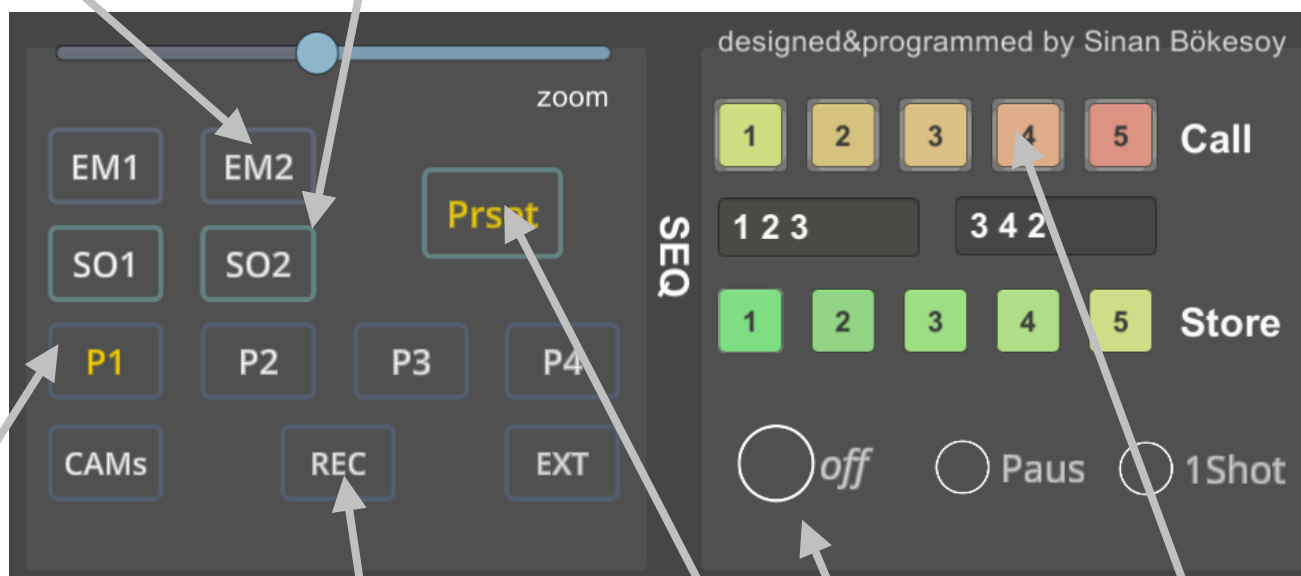 designed&programmed by Sinan Bökesoy
zoom
EM1 EM2
Prset
SO1 SO2
P1 P2 P3 P4
CAMs REC EXT
SEQ
1 2 3 4 5 Call
1 2 3 3 4 2
1 2 3 4 5 Store
off Paus 1Shot